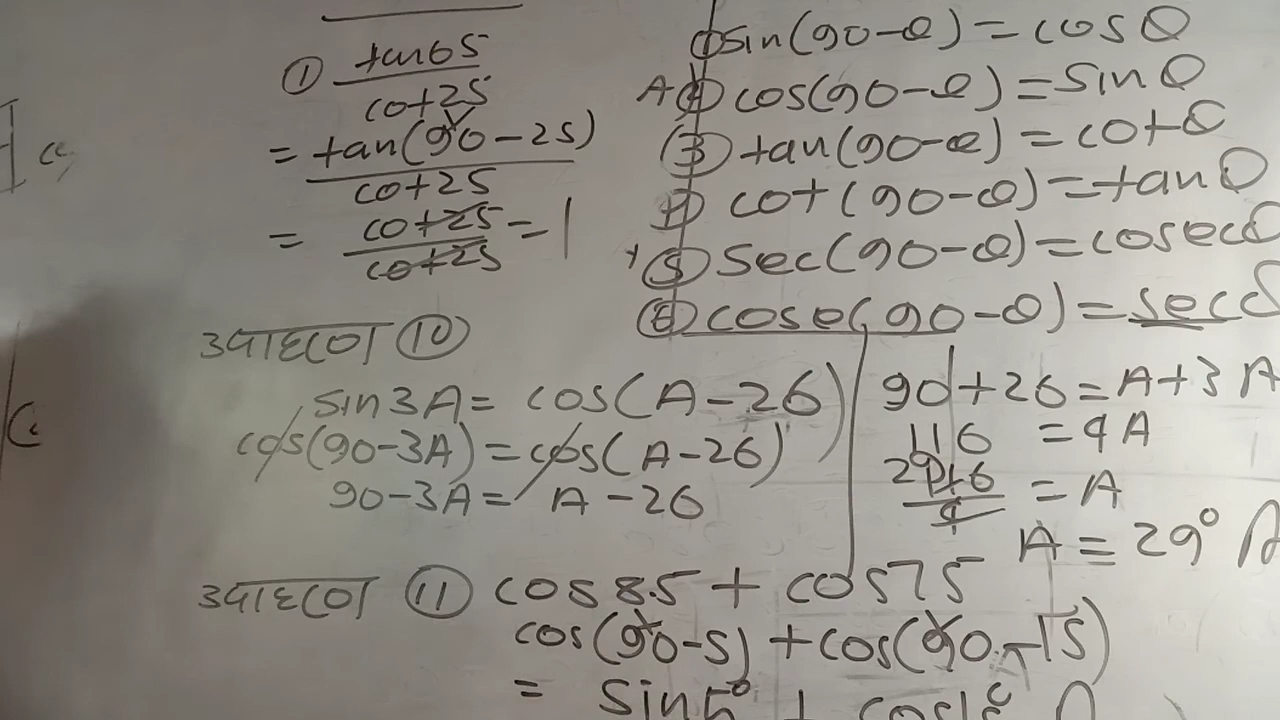 ① tan65
cot25
= tan(90-25)
cot25
= cot25 = 1
cot25
① sin(90-θ) = cosθ
② cos(90-θ) = sinθ
③ tan(90-θ) = cotθ
④ cot(90-θ) = tanθ
⑤ sec(90-θ) = cosecθ
⑥ cose(90-θ) = secθ
उदाहरण ⑩
sin3A = cos(A-26)
cos(90-3A) = cos(A-26)
90-3A = A-26
90+26 = A+3A
116 = 4A
29 116 = A
4
A = 29°
उदाहरण ⑪ cos85 + cos75
cos(90-5) + cos(90-15)
= sin5° +